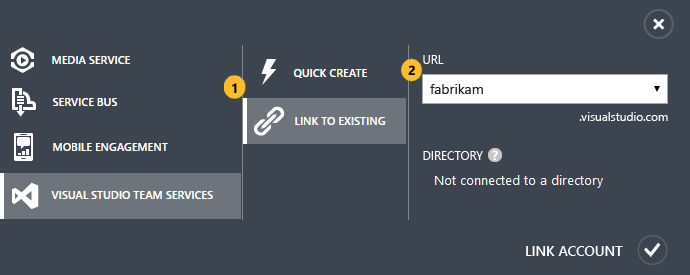 MEDIA SERVICE
SERVICE BUS
MOBILE ENGAGEMENT
VISUAL STUDIO TEAM SERVICES
1
QUICK CREATE
LINK TO EXISTING
2
URL
fabrikam
.visualstudio.com
DIRECTORY ?
Not connected to a directory
LINK ACCOUNT